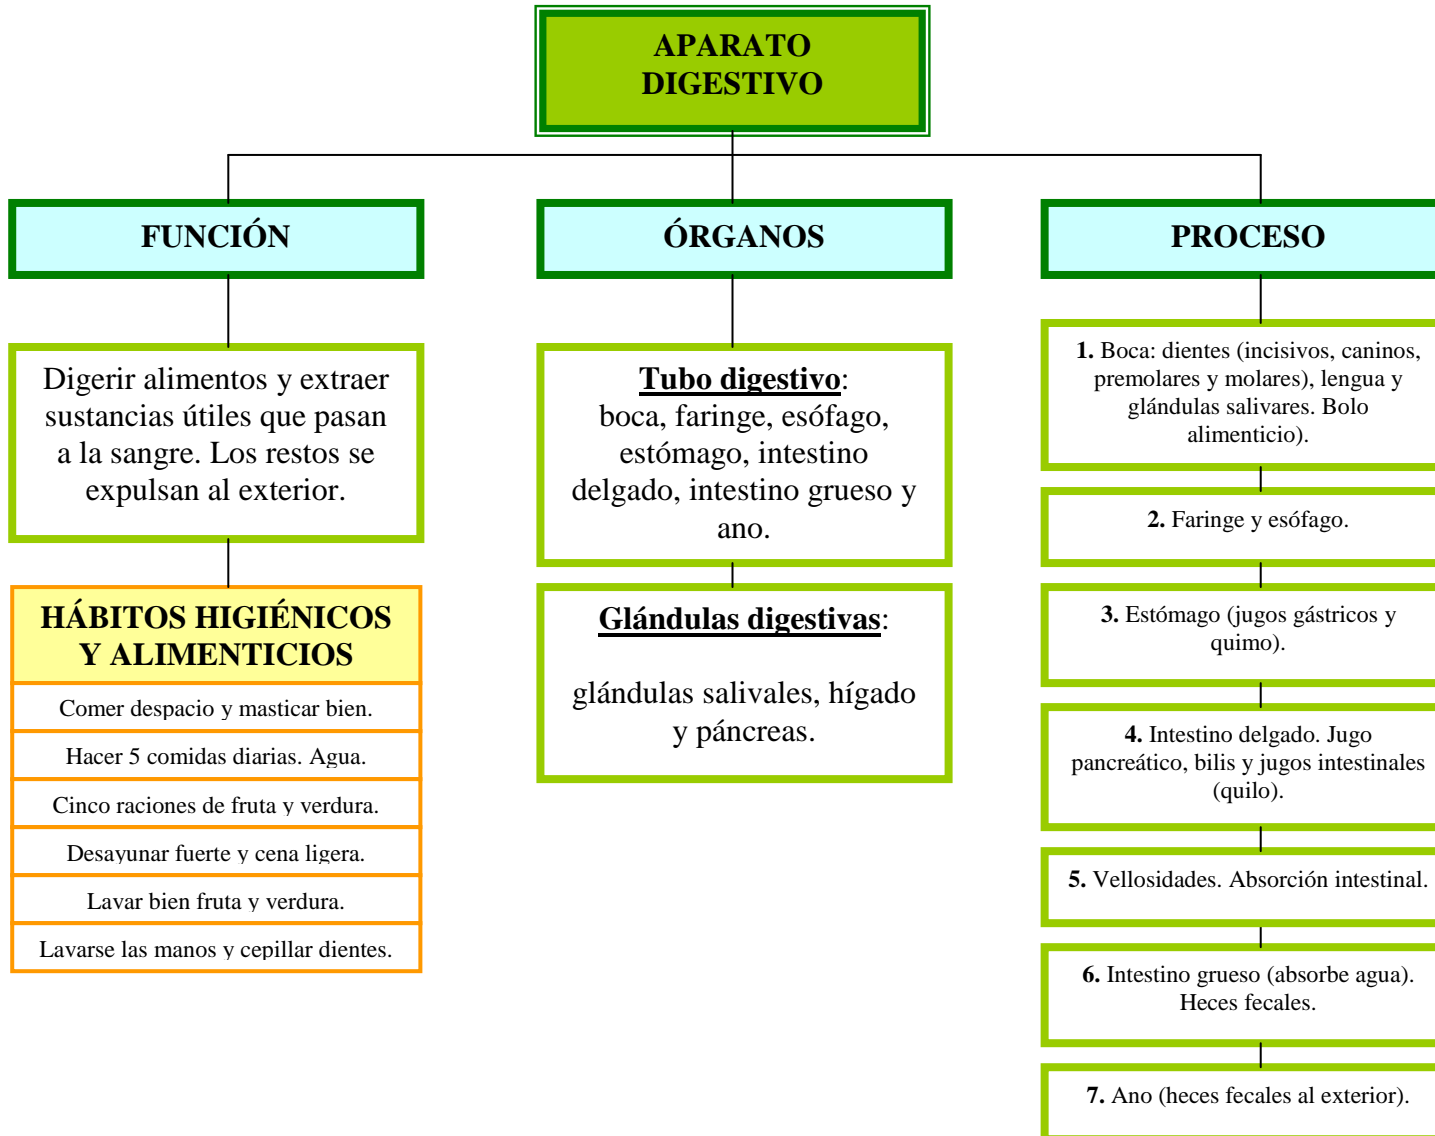 APARATO
DIGESTIVO
FUNCIÓN
Digerir alimentos y extraer
sustancias útiles que pasan
a la sangre. Los restos se
expulsan al exterior.
HÁBITOS HIGIÉNICOS
Y ALIMENTICIOS
Comer despacio y masticar bien.
Hacer 5 comidas diarias. Agua.
Cinco raciones de fruta y verdura.
Desayunar fuerte y cena ligera.
Lavar bien fruta y verdura.
Lavarse las manos y cepillar dientes.
ÓRGANOS
Tubo digestivo:
boca, faringe, esófago,
estómago, intestino
delgado, intestino grueso y
ano.
Glándulas digestivas:
glándulas salivales, hígado
y páncreas.
PROCESO
1. Boca: dientes (incisivos, caninos,
premolares y molares), lengua y
glándulas salivares. Bolo
alimenticio).
2. Faringe y esófago.
3. Estómago (jugos gástricos y
quimo).
4. Intestino delgado. Jugo
pancreático, bilis y jugos intestinales
(quilo).
5. Vellosidades. Absorción intestinal.
6. Intestino grueso (absorbe agua).
Heces fecales.
7. Ano (heces fecales al exterior).